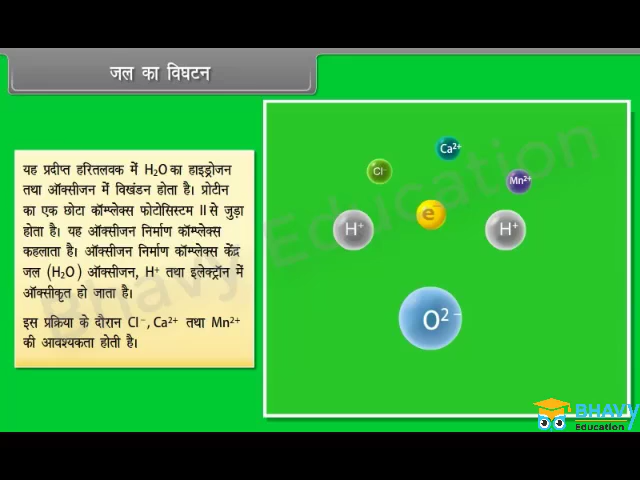 जल का विघटन
यह प्रदीप्त हरितलवक में H₂O का हाइड्रोजन
तथा ऑक्सीजन में विखंडन होता है। प्रोटीन
का एक छोटा कॉम्प्लेक्स फोटोसिस्टम II से जुड़ा
होता है। यह ऑक्सीजन निर्माण कॉम्प्लेक्स
कहलाता है। ऑक्सीजन निर्माण कॉम्प्लेक्स केंद्र
जल (H₂O) ऑक्सीजन, H⁺ तथा इलेक्ट्रॉन में
ऑक्सीकृत हो जाता है।
इस प्रक्रिया के दौरान Cl⁻, Ca²⁺ तथा Mn²⁺
की आवश्यकता होती है।
Ca²⁺
Cl⁻
Mn²⁺
e⁻
H⁺
H⁺
O²⁻
Bhavy Education
BHAVY
Education